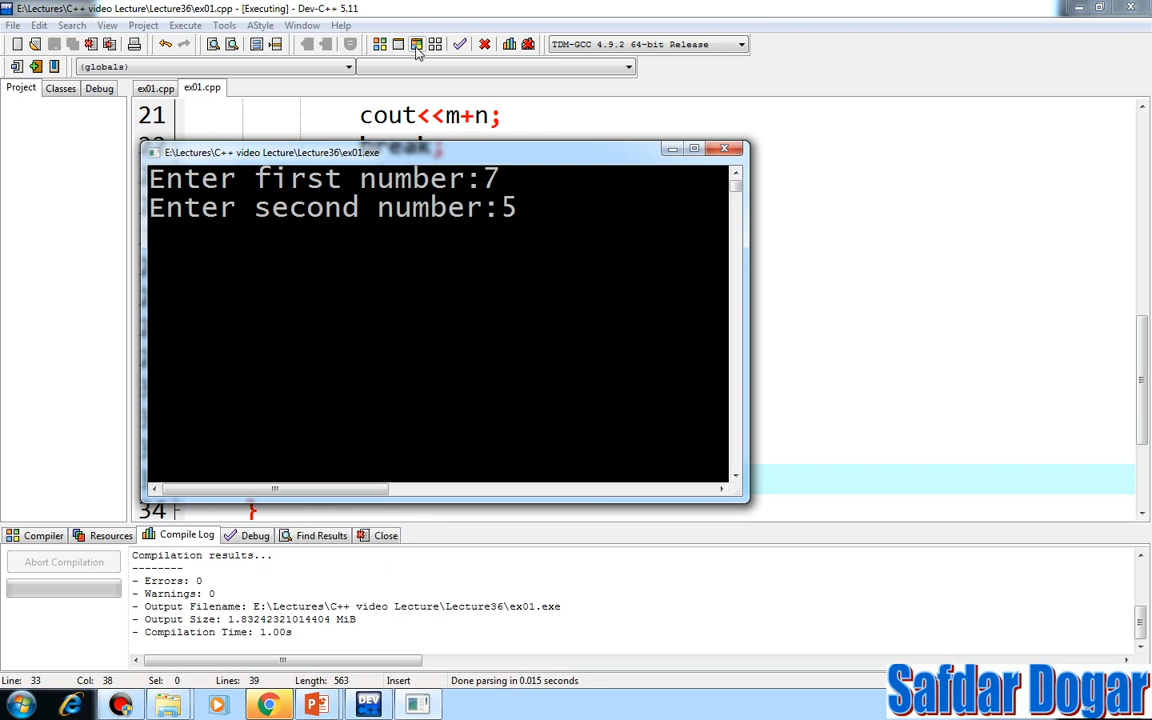 E:\Lectures\C++ video Lecture\Lecture36\ex01.cpp - [Executing] - Dev-C++ 5.11
File Edit Search View Project Execute Tools AStyle Window Help
TDM-GCC 4.9.2 64-bit Release
(globals)
Project Classes Debug ex01.cpp ex01.cpp
21 cout<<m+n;
break;
E:\Lectures\C++ video Lecture\Lecture36\ex01.exe
Enter first number:7
Enter second number:5
34 }
Compiler Resources Compile Log Debug Find Results Close
Abort Compilation
Compilation results...
--------
- Errors: 0
- Warnings: 0
- Output Filename: E:\Lectures\C++ video Lecture\Lecture36\ex01.exe
- Output Size: 1.83242321014404 MiB
- Compilation Time: 1.00s
Line: 33 Col: 38 Sel: 0 Lines: 39 Length: 563 Insert Done parsing in 0.015 seconds
DEV
Safdar Dogar